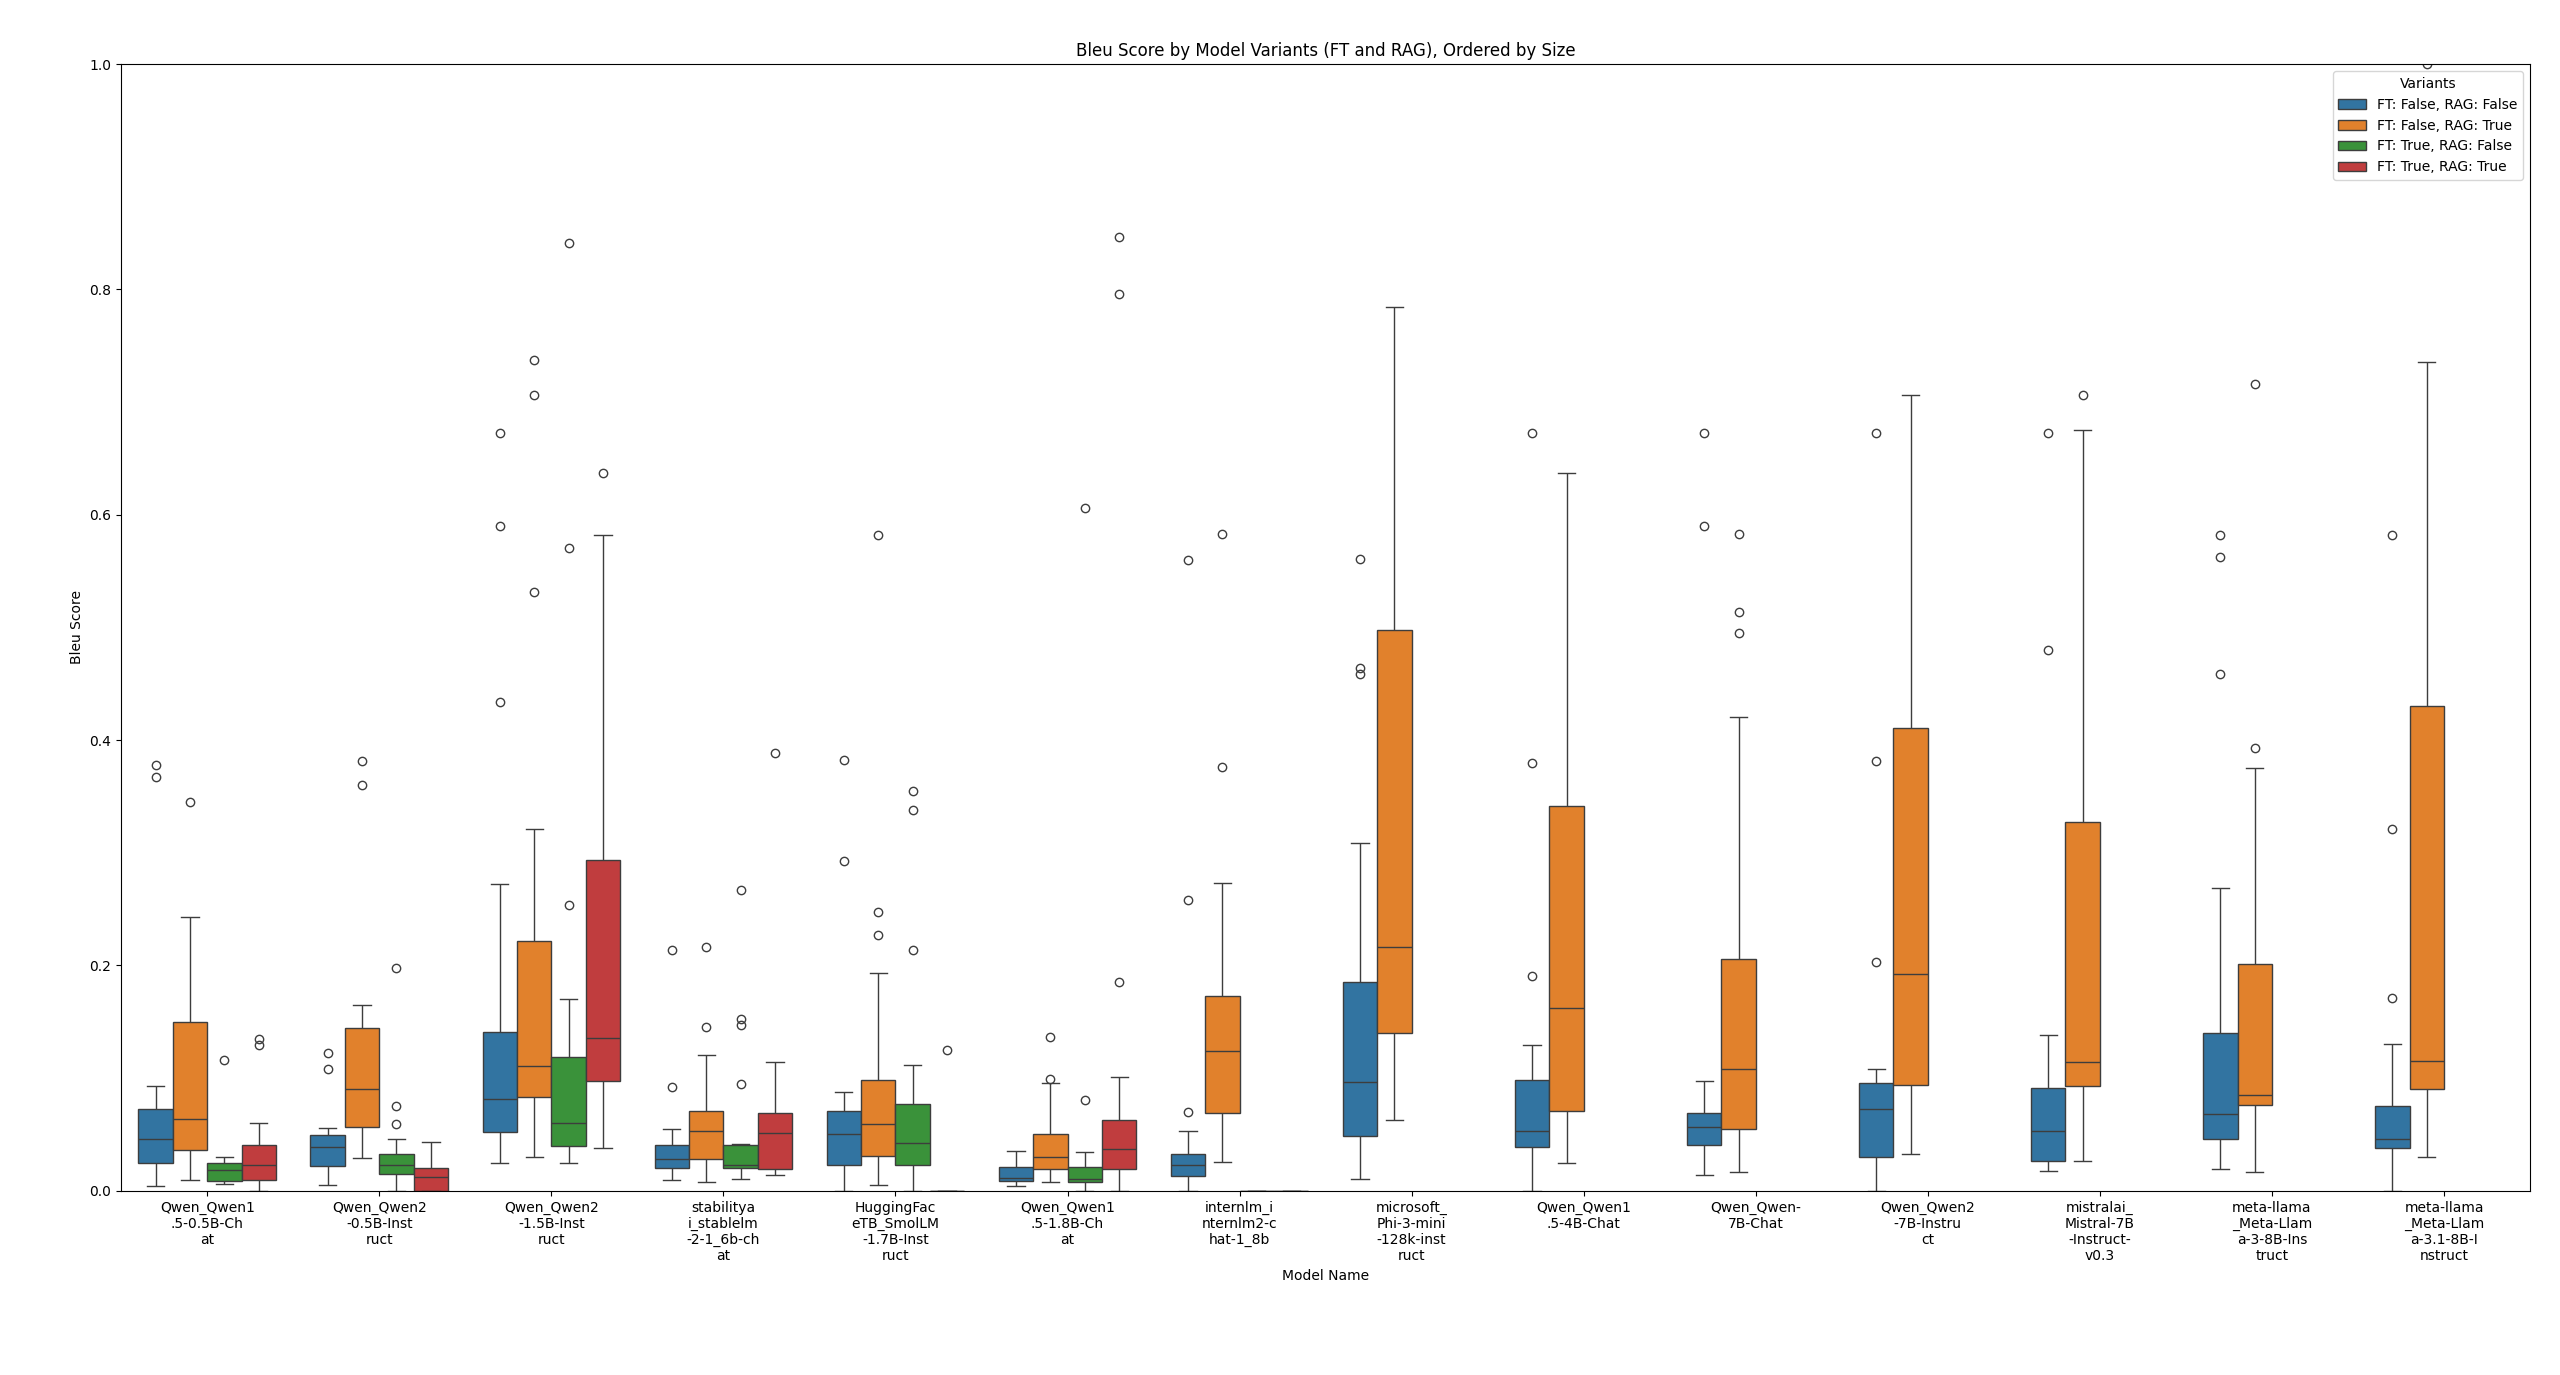 Bleu Score by Model Variants (FT and RAG), Ordered by Size
Variants
FT: False, RAG: False
FT: False, RAG: True
FT: True, RAG: False
FT: True, RAG: True
Bleu Score
1.0
0.8
0.6
0.4
0.2
0.0
Qwen_Qwen1
.5-0.5B-Ch
at
Qwen_Qwen2
-0.5B-Inst
ruct
Qwen_Qwen2
-1.5B-Inst
ruct
stabilitya
i_stablelm
-2-1_6b-ch
at
HuggingFac
eTB_SmolLM
-1.7B-Inst
ruct
Qwen_Qwen1
.5-1.8B-Ch
at
internlm_i
nternlm2-c
hat-1_8b
microsoft_
Phi-3-mini
-128k-inst
ruct
Qwen_Qwen1
.5-4B-Chat
Qwen_Qwen-
7B-Chat
Qwen_Qwen2
-7B-Instru
ct
mistralai_
Mistral-7B
-Instruct-
v0.3
meta-llama
_Meta-Llam
a-3-8B-Ins
truct
meta-llama
_Meta-Llam
a-3.1-8B-I
nstruct
Model Name